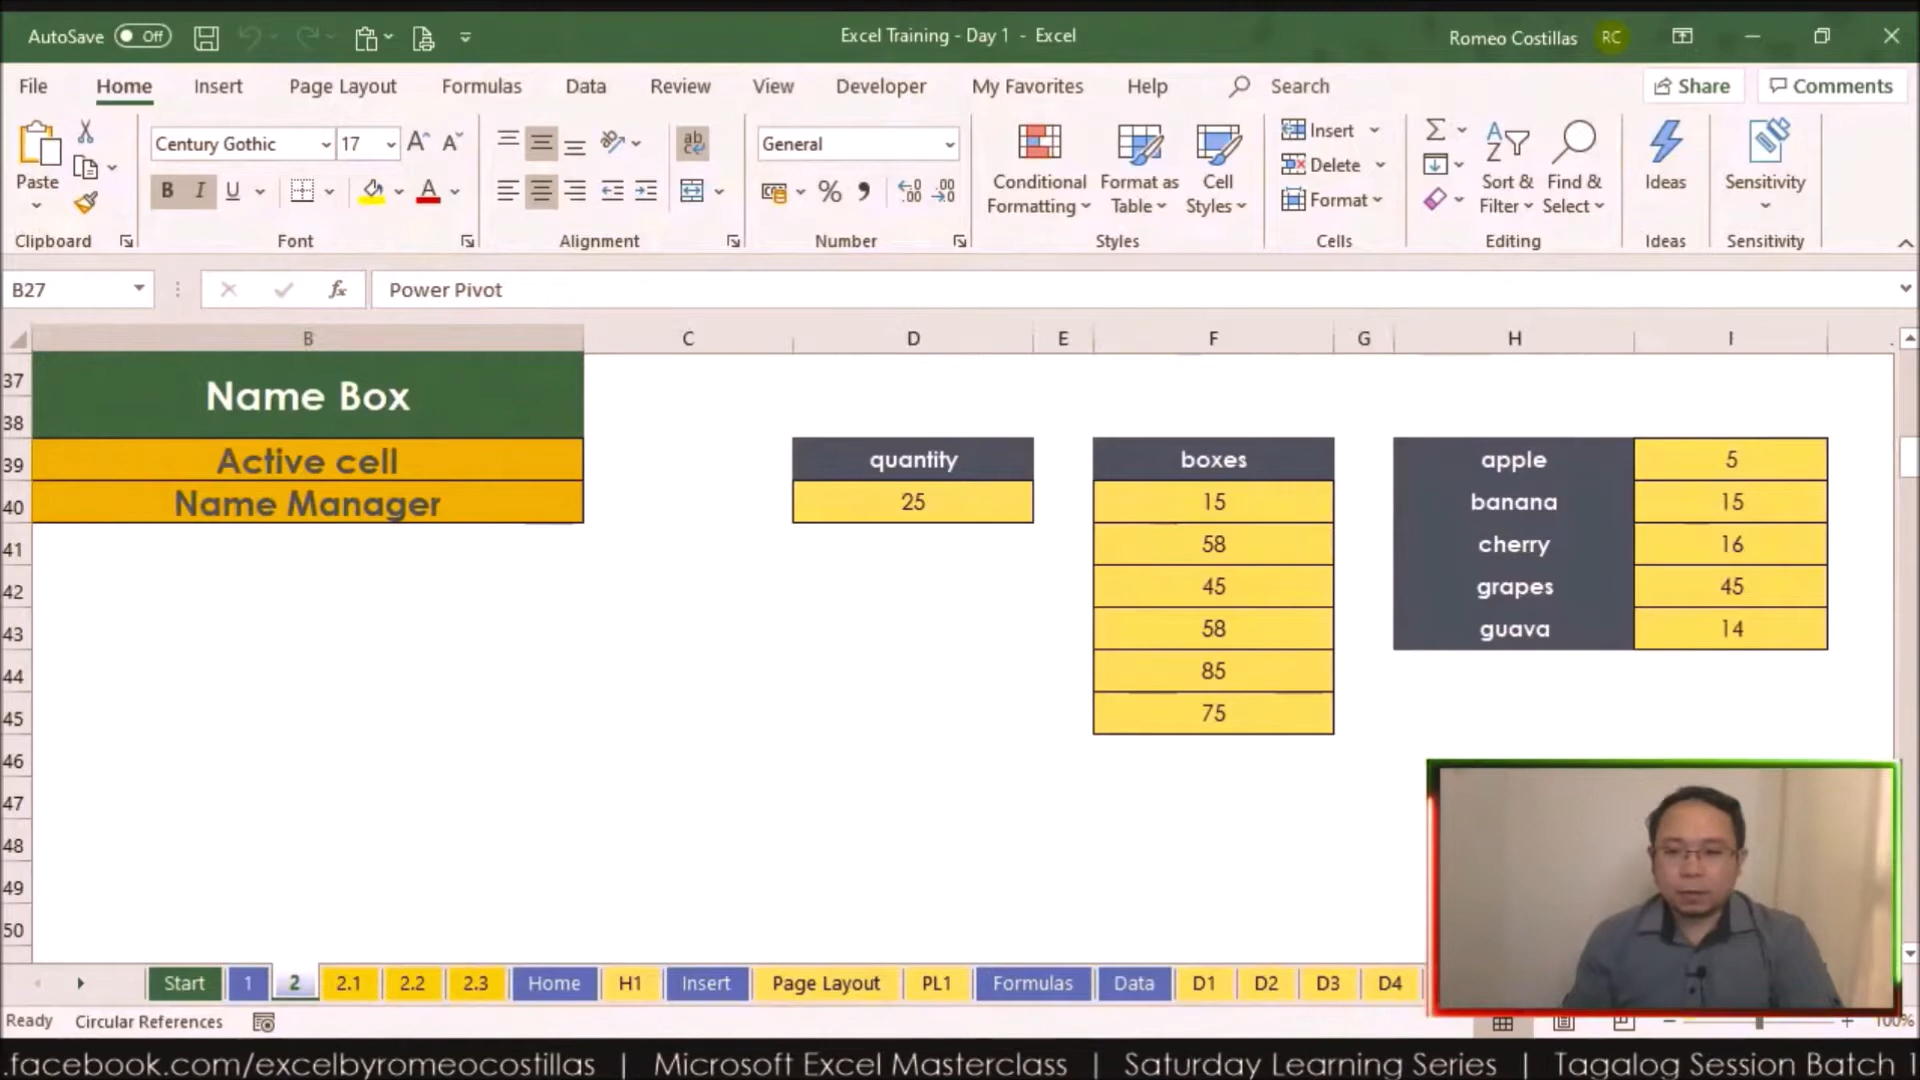 AutoSave Off Excel Training - Day 1 - Excel Romeo Costillas RC
File Home Insert Page Layout Formulas Data Review View Developer My Favorites Help Search Share Comments
Century Gothic 17 A A ab General Insert
Paste Delete
B I U A % Conditional Formatting Format as Table Cell Styles Format Sort & Filter Find & Select Ideas Sensitivity
Clipboard Font Alignment Number Styles Cells Editing Ideas Sensitivity
B27 fx Power Pivot
B C D E F G H I
37 Name Box
38
39 Active cell quantity boxes apple 5
40 Name Manager 25 15 banana 15
41 58 cherry 16
42 45 grapes 45
43 58 guava 14
44 85
45 75
46
47
48
49
50
Start 1 2 2.1 2.2 2.3 Home H1 Insert Page Layout PL1 Formulas Data D1 D2 D3 D4
Ready Circular References 100%
.facebook.com/excelbyromeocostillas | Microsoft Excel Masterclass | Saturday Learning Series | Tagalog Session Batch 1